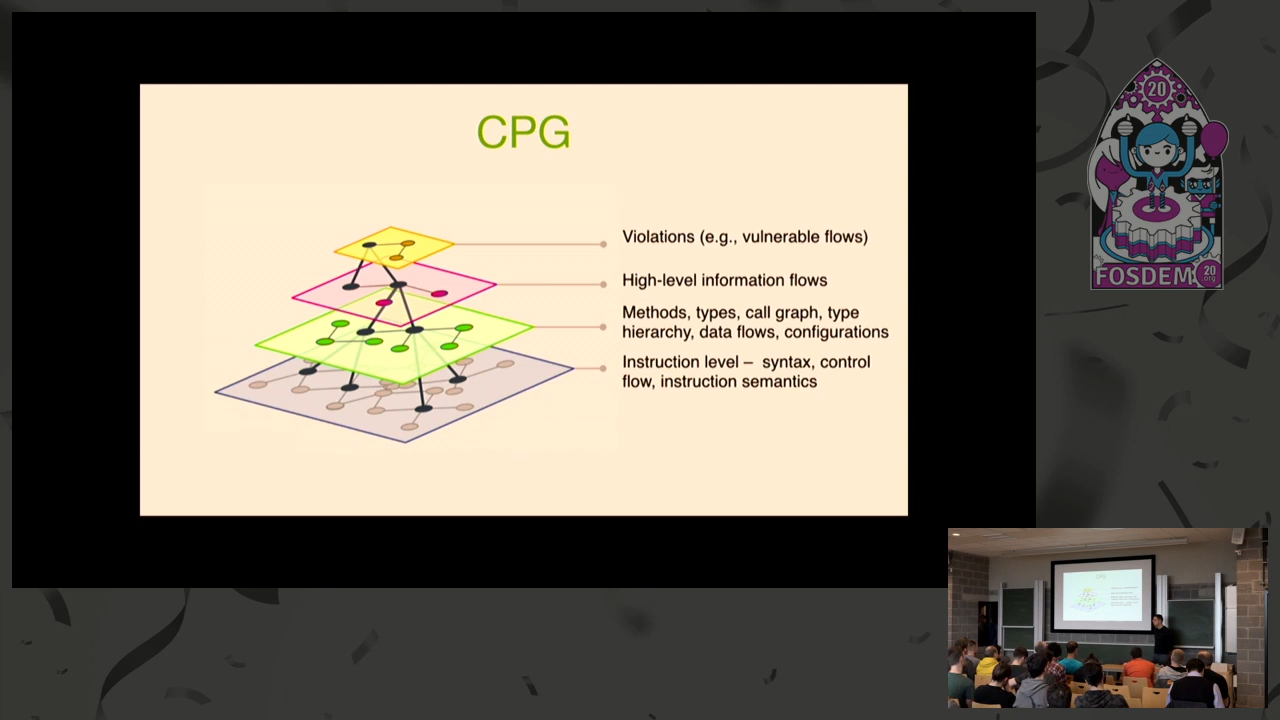 CPG
Violations (e.g., vulnerable flows)
High-level information flows
Methods, types, call graph, type
hierarchy, data flows, configurations
Instruction level – syntax, control
flow, instruction semantics
20
FOSDEM
20
.org